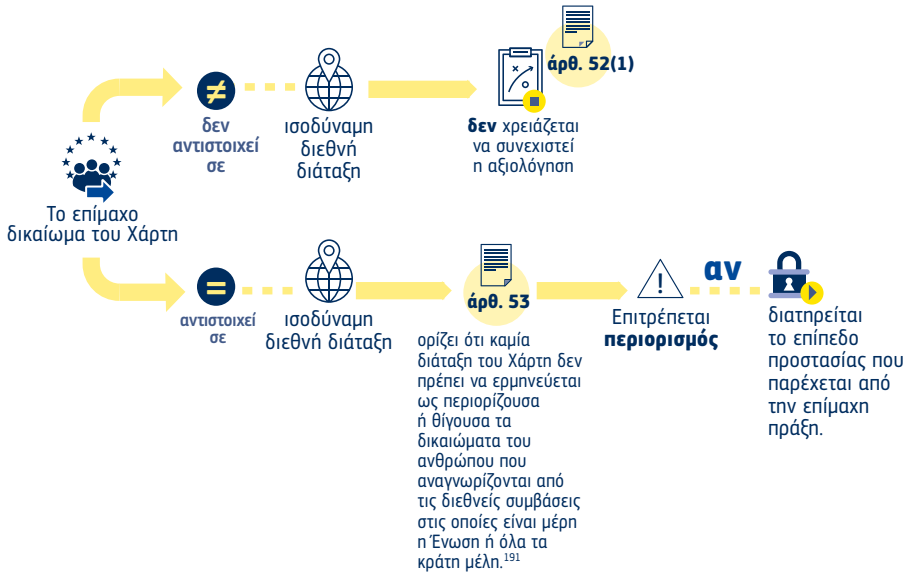 Το επίμαχο
δικαίωμα του Χάρτη
≠
δεν
αντιστοιχεί
σε
ισοδύναμη
διεθνή
διάταξη
άρθ. 52(1)
δεν χρειάζεται
να συνεχιστεί
η αξιολόγηση
=
αντιστοιχεί
σε
ισοδύναμη
διεθνή διάταξη
άρθ. 53
ορίζει ότι καμία
διάταξη του Χάρτη δεν
πρέπει να ερμηνεύεται
ως περιορίζουσα
ή θίγουσα τα
δικαιώματα του
ανθρώπου που
αναγνωρίζονται από
τις διεθνείς συμβάσεις
στις οποίες είναι μέρη
η Ένωση ή όλα τα
κράτη μέλη.191
!
Επιτρέπεται
περιορισμός
αν
διατηρείται
το επίπεδο
προστασίας που
παρέχεται από
την επίμαχη
πράξη.